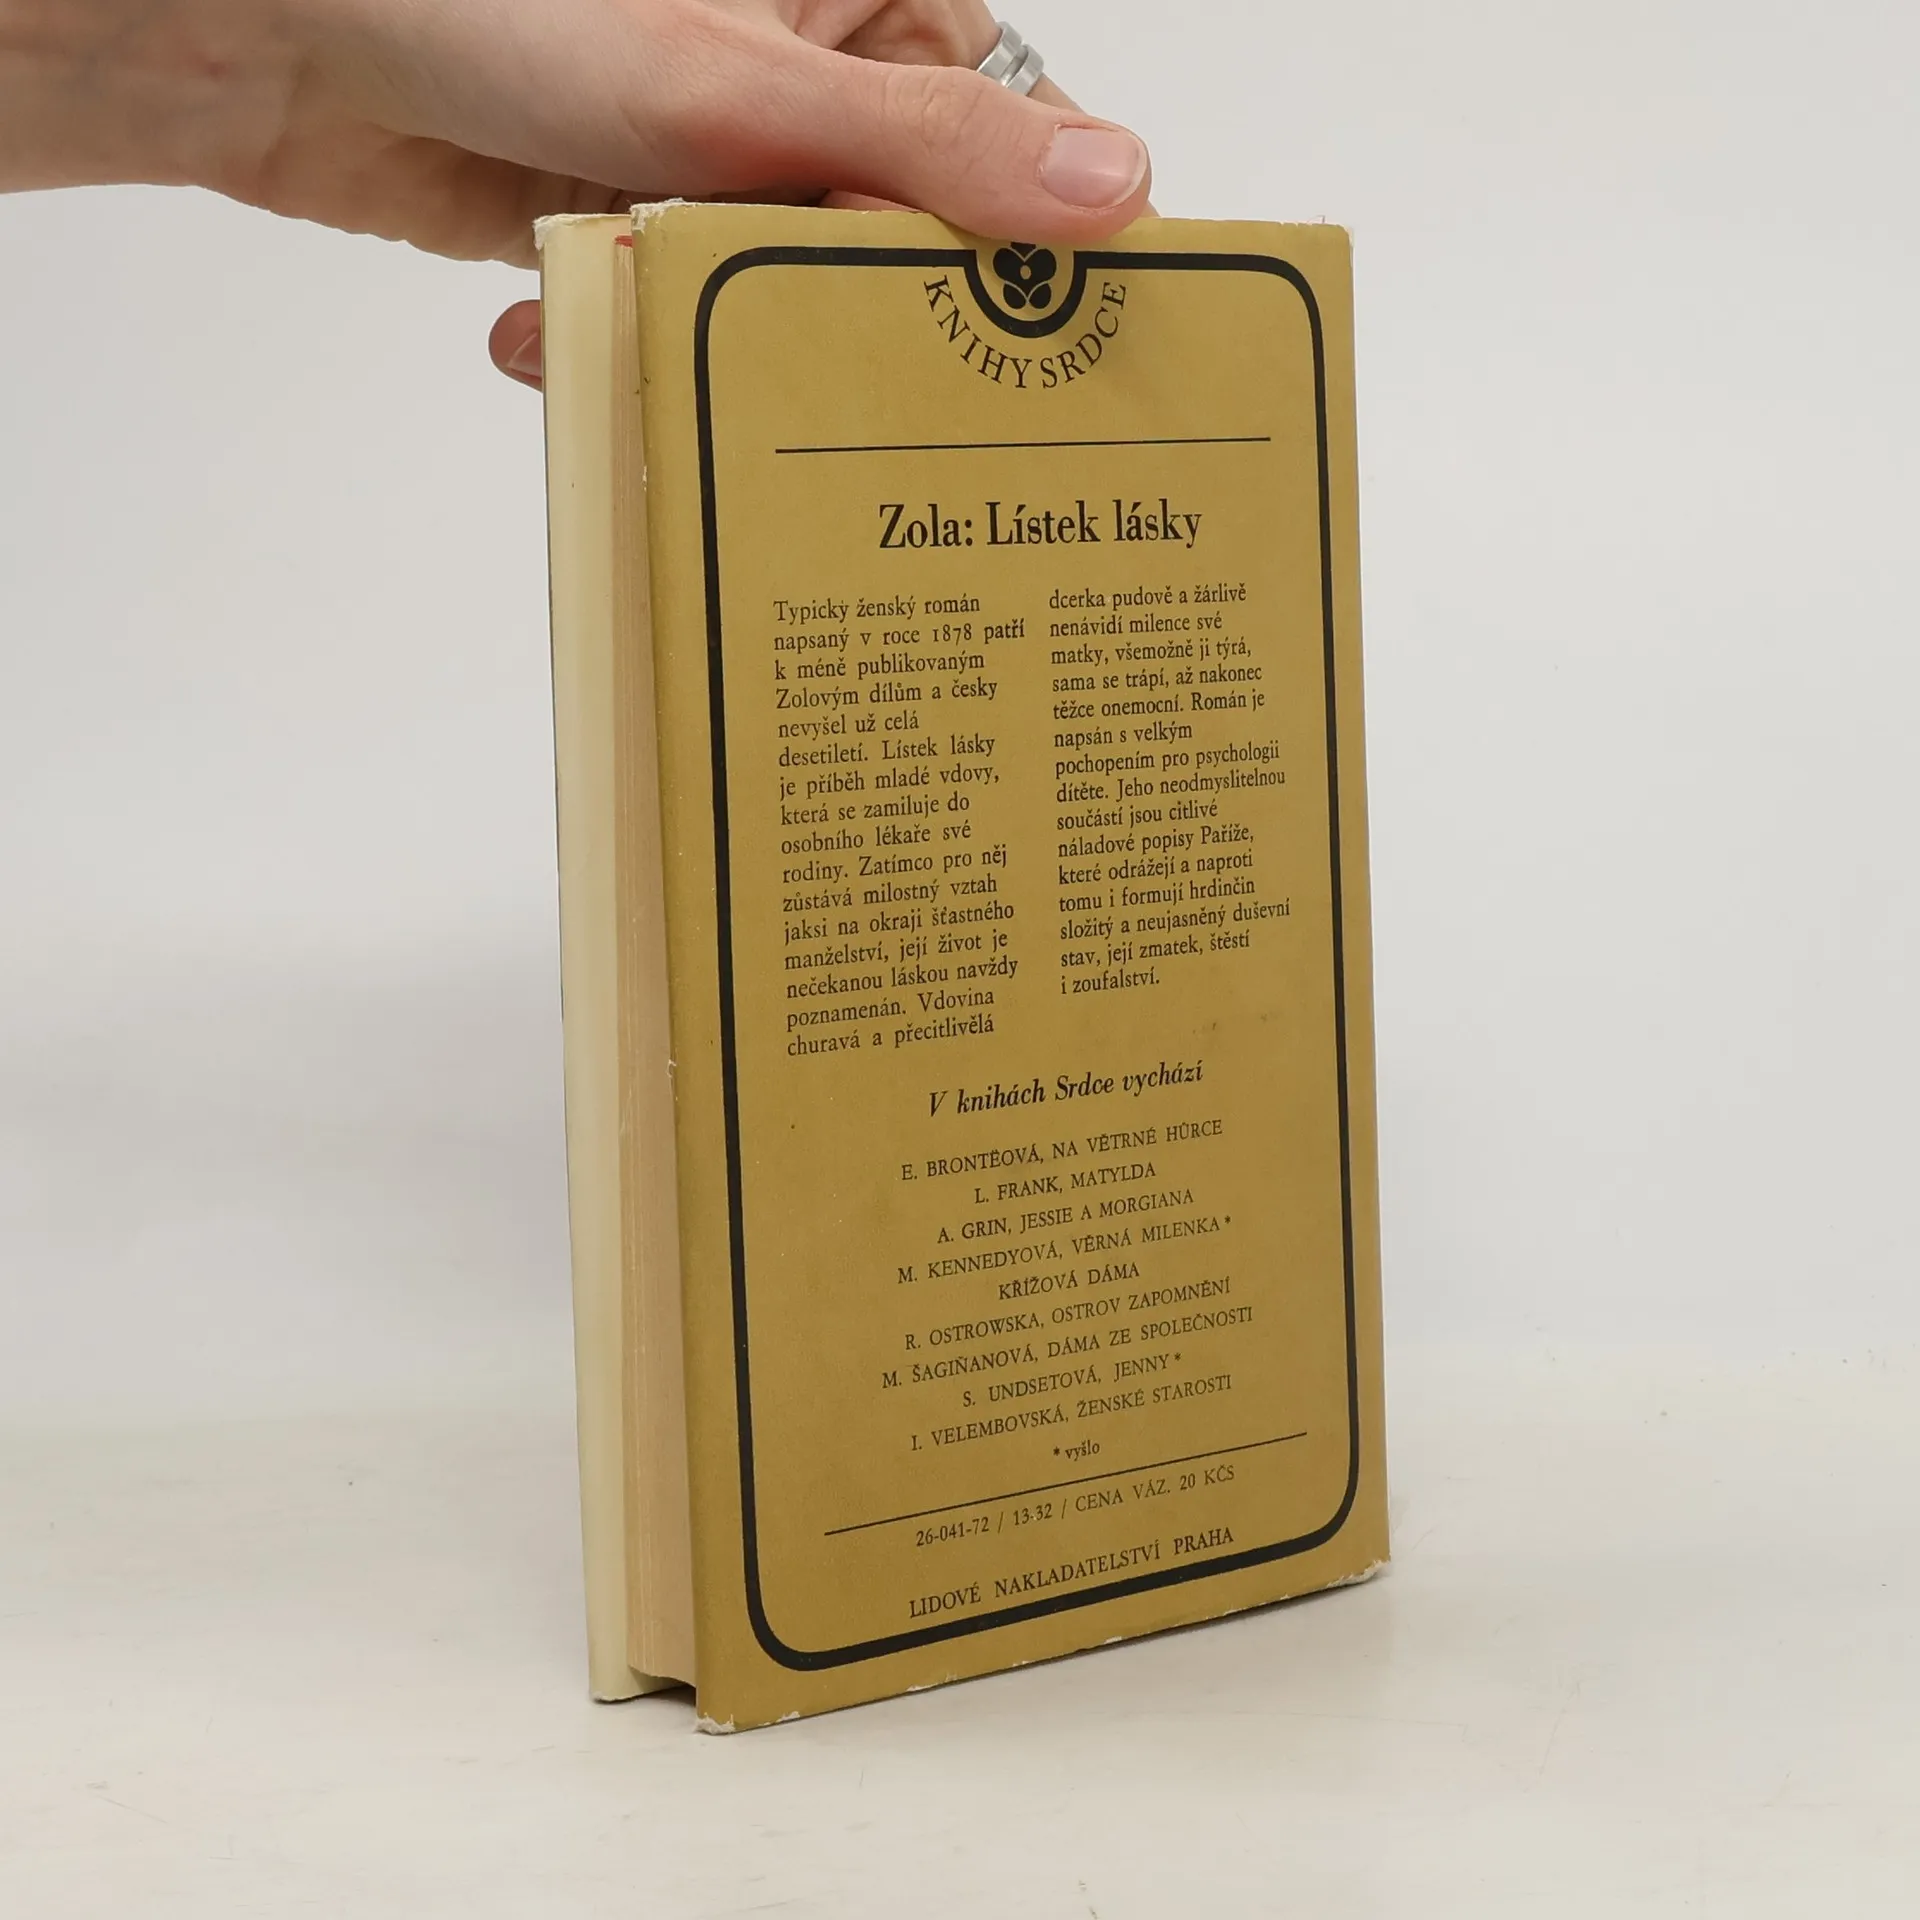 KNIHY SRDCE
Zola: Lístek lásky
Typický ženský román
napsaný v roce 1878 patří
k méně publikovaným
Zolovým dílům a česky
nevyšel už celá
desetiletí. Lístek lásky
je příběh mladé vdovy,
která se zamiluje do
osobního lékaře své
rodiny. Zatímco pro něj
zůstává milostný vztah
jaksi na okraji šťastného
manželství, její život je
nečekanou láskou navždy
poznamenán. Vdovina
churavá a přecitlivělá
dcerka pudově a žárlivě
nenávidí milence své
matky, všemožně ji týrá,
sama se trápí, až nakonec
těžce onemocní. Román je
napsán s velkým
pochopením pro psychologii
dítěte. Jeho neodmyslitelnou
součástí jsou citlivé
náladové popisy Paříže,
které odrážejí a naproti
tomu i formují hrdinčin
složitý a neujasněný duševní
stav, její zmatek, štěstí
i zoufalství.
V knihách Srdce vychází
E. BRONTËOVÁ, NA VĚTRNÉ HŮRCE
L. FRANK, MATYLDA
A. GRIN, JESSIE A MORGIANA
M. KENNEDYOVÁ, VĚRNÁ MILENKA*
KŘÍŽOVÁ DÁMA
R. OSTROWSKA, OSTROV ZAPOMNĚNÍ
M. ŠAGIŇANOVÁ, DÁMA ZE SPOLEČNOSTI
S. UNDSETOVÁ, JENNY*
I. VELEMBOVSKÁ, ŽENSKÉ STAROSTI
* vyšlo
26-041-72 / 13-32 / CENA VÁZ. 20 KČS
LIDOVÉ NAKLADATELSTVÍ PRAHA